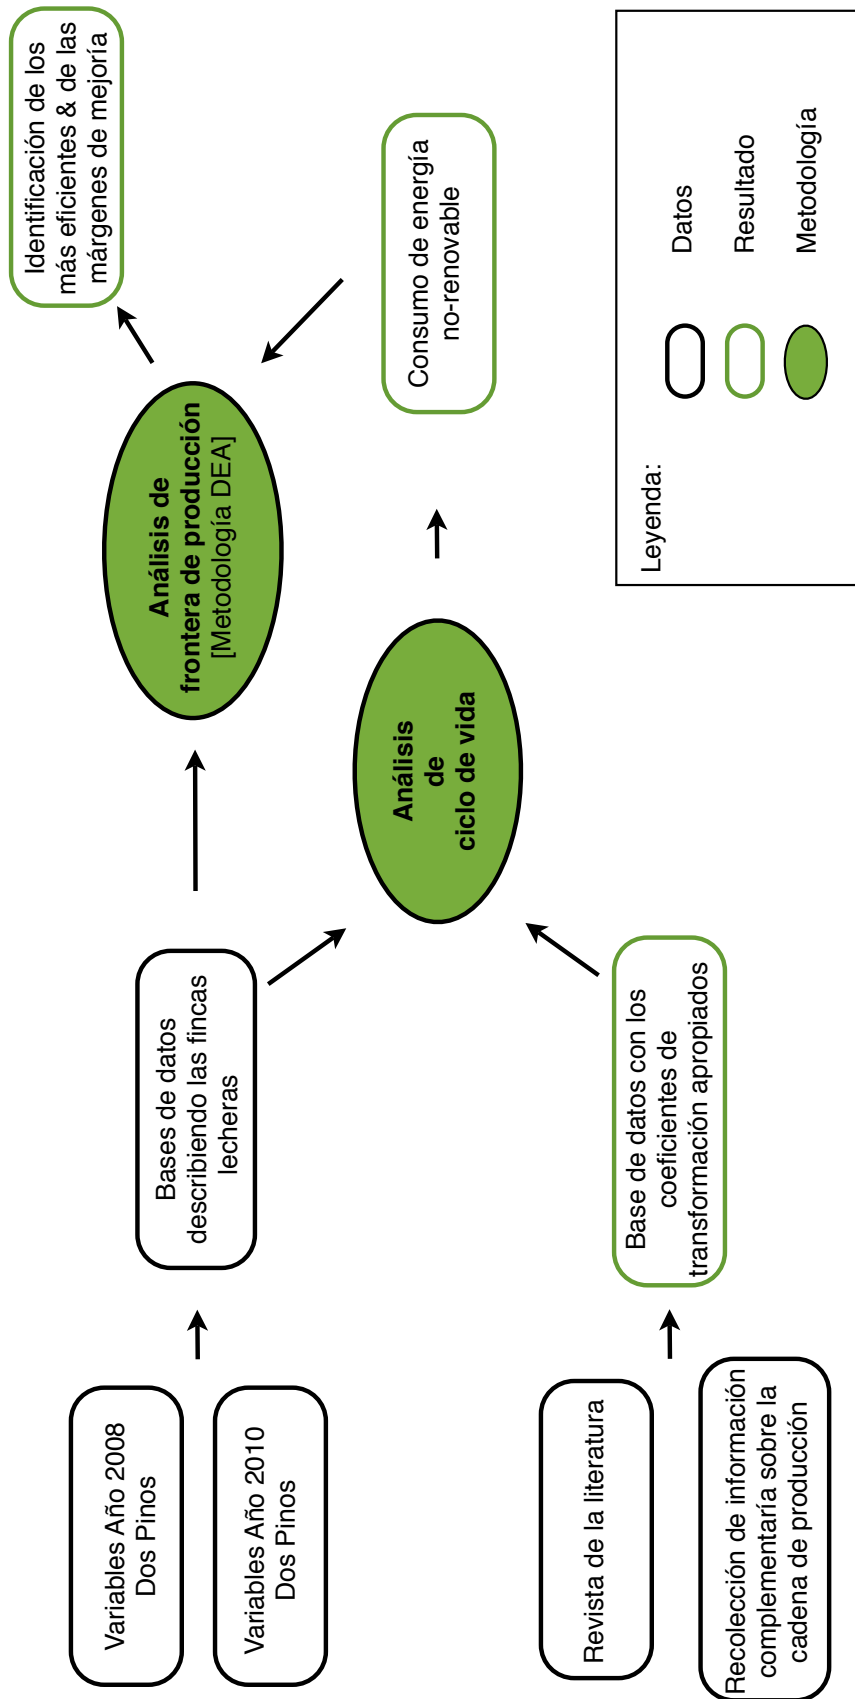 Variables Año 2008
Dos Pinos
Variables Año 2010
Dos Pinos
Revista de la literatura
Recolección de información
complementaría sobre la
cadena de producción
Bases de datos
describiendo las fincas
lecheras
Base de datos con los
coeficientes de
transformación apropiados
Análisis de
frontera de producción
[Metodología DEA]
Análisis
de
ciclo de vida
Identificación de los
más eficientes & de las
márgenes de mejoría
Consumo de energía
no-renovable
Leyenda:
Datos
Resultado
Metodología